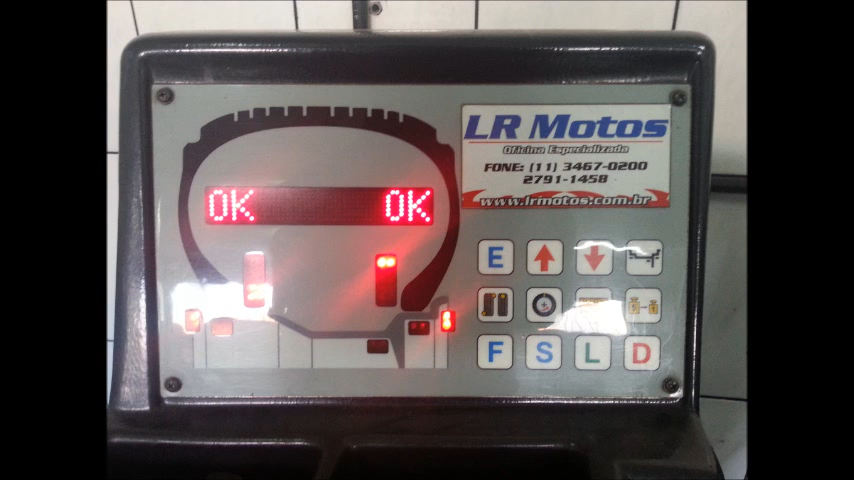 LR Motos
Oficina Especializada
FONE: (11) 3467-0200
2791-1458
www.lrmotos.com.br
OK OK
E
F S L D